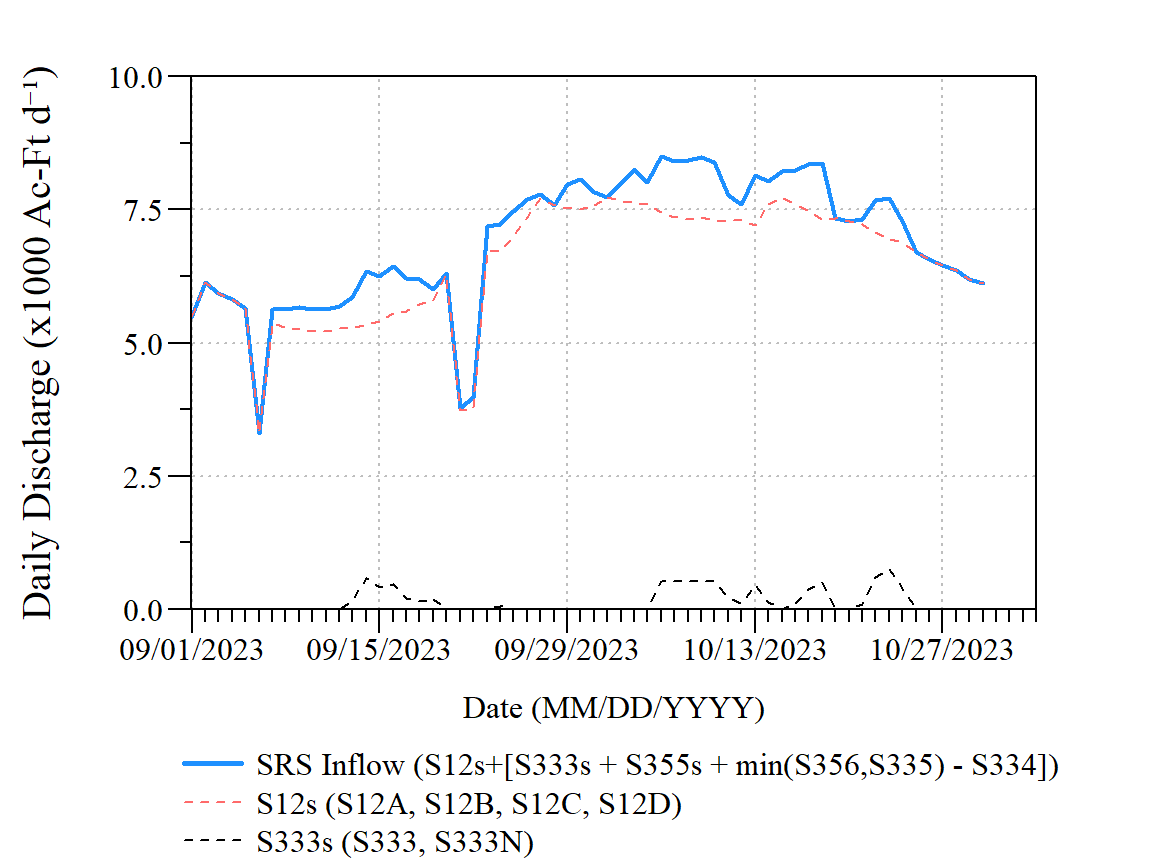 Daily Discharge (x1000 Ac-Ft d⁻¹)
10.0
7.5
5.0
2.5
0.0
09/01/2023 09/15/2023 09/29/2023 10/13/2023 10/27/2023
Date (MM/DD/YYYY)
SRS Inflow (S12s+[S333s + S355s + min(S356,S335) - S334])
S12s (S12A, S12B, S12C, S12D)
S333s (S333, S333N)